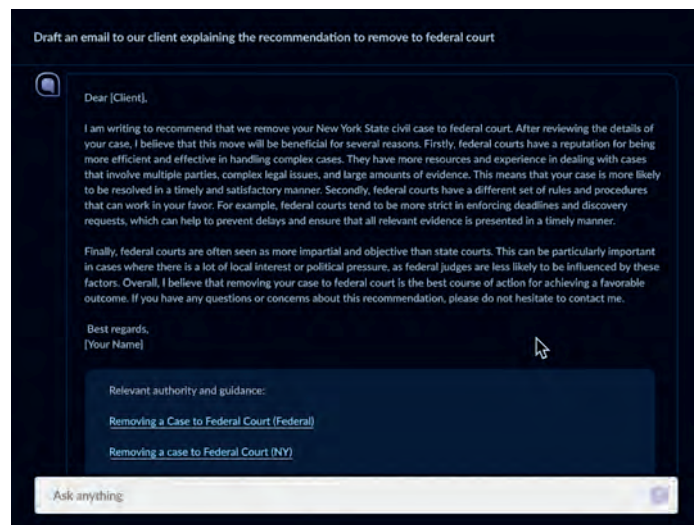 Draft an email to our client explaining the recommendation to remove to federal court
Dear [Client],
I am writing to recommend that we remove your New York State civil case to federal court. After reviewing the details of
your case, I believe that this move will be beneficial for several reasons. Firstly, federal courts have a reputation for being
more efficient and effective in handling complex cases. They have more resources and experience in dealing with cases
that involve multiple parties, complex legal issues, and large amounts of evidence. This means that your case is more likely
to be resolved in a timely and satisfactory manner. Secondly, federal courts have a different set of rules and procedures
that can work in your favor. For example, federal courts tend to be more strict in enforcing deadlines and discovery
requests, which can help to prevent delays and ensure that all relevant evidence is presented in a timely manner.
Finally, federal courts are often seen as more impartial and objective than state courts. This can be particularly important
in cases where there is a lot of local interest or political pressure, as federal judges are less likely to be influenced by these
factors. Overall, I believe that removing your case to federal court is the best course of action for achieving a favorable
outcome. If you have any questions or concerns about this recommendation, please do not hesitate to contact me.
Best regards,
[Your Name]
Relevant authority and guidance:
Removing a Case to Federal Court (Federal)
Removing a case to Federal Court (NY)
Ask anything